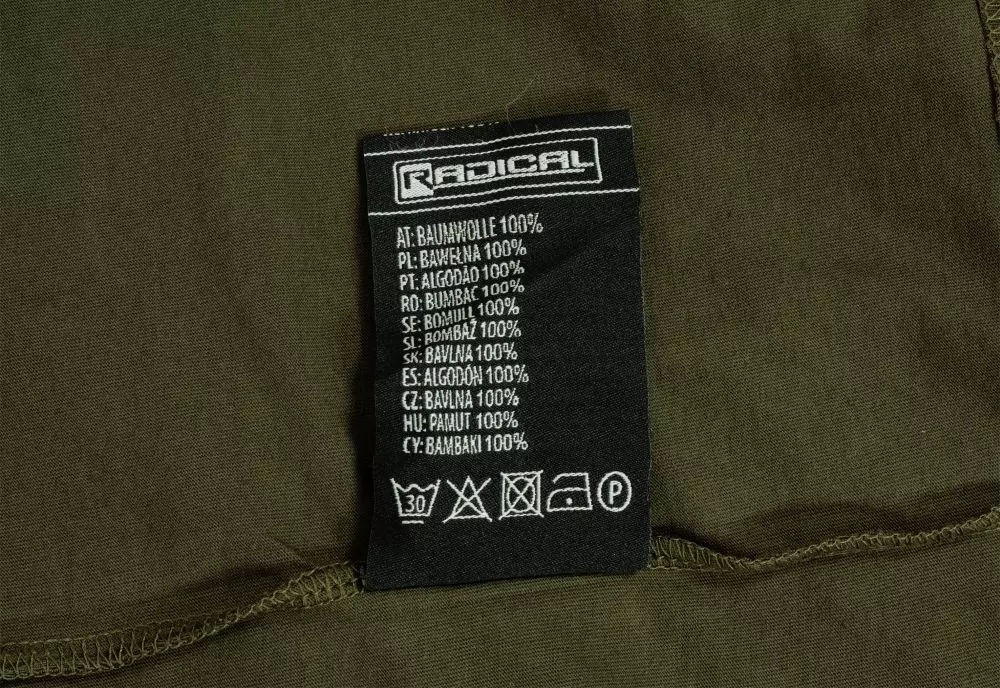 RADICAL
AT: BAUMWOLLE 100%
PL: BAWEŁNA 100%
PT: ALGODÃO 100%
RO: BUMBAC 100%
SE: BOMULL 100%
SL: BOMBAŽ 100%
SK: BAVLNA 100%
ES: ALGODÓN 100%
CZ: BAVLNA 100%
HU: PAMUT 100%
CY: BAMBAKI 100%
30 P